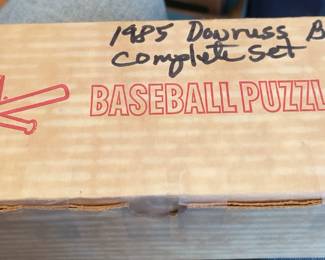 1985 Donruss B
Complete Set
BASEBALL PUZZL